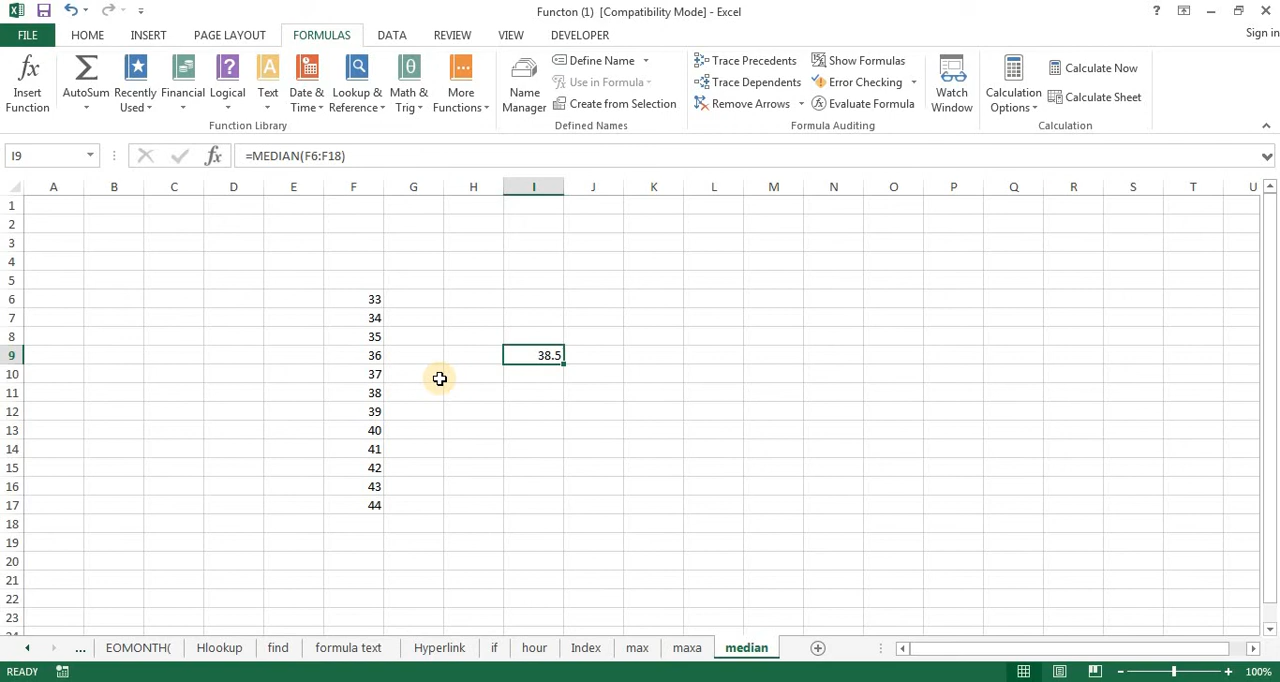 Functon (1) [Compatibility Mode] - Excel
?
Sign in
FILE HOME INSERT PAGE LAYOUT FORMULAS DATA REVIEW VIEW DEVELOPER
fx Σ ? A θ
Insert Function
AutoSum
Recently Used
Financial
Logical
Text
Date & Time
Lookup & Reference
Math & Trig
More Functions
Function Library
Name Manager
Define Name
Use in Formula
Create from Selection
Defined Names
Trace Precedents
Trace Dependents
Remove Arrows
Show Formulas
Error Checking
Evaluate Formula
Formula Auditing
Watch Window
Calculation Options
Calculate Now
Calculate Sheet
Calculation
I9 fx =MEDIAN(F6:F18)
A B C D E F G H I J K L M N O P Q R S T U
1
2
3
4
5
6 33
7 34
8 35
9 36 38.5
10 37
11 38
12 39
13 40
14 41
15 42
16 43
17 44
18
19
20
21
22
23
... EOMONTH( Hlookup find formula text Hyperlink if hour Index max maxa median
READY 100%